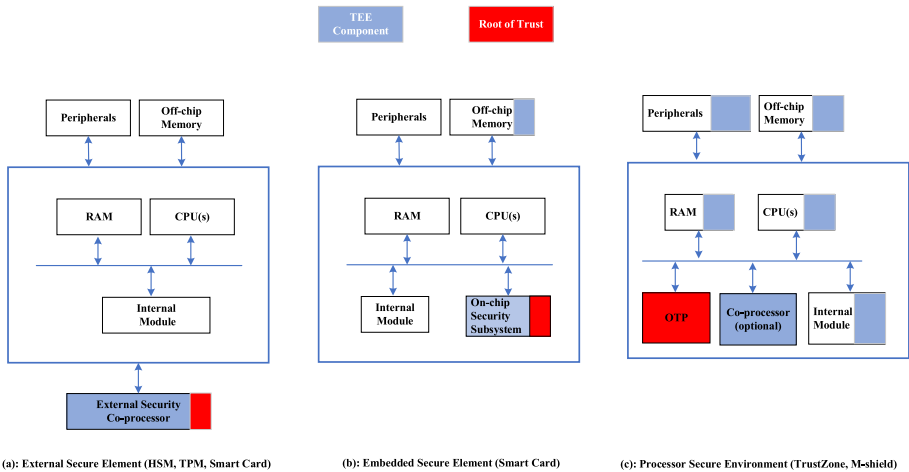 TEE
Component
Root of Trust
Peripherals
Off-chip
Memory
RAM
CPU(s)
Internal
Module
External Security
Co-processor
(a): External Secure Element (HSM, TPM, Smart Card)
Peripherals
Off-chip
Memory
RAM
CPU(s)
Internal
Module
On-chip
Security
Subsystem
(b): Embedded Secure Element (Smart Card)
Peripherals
Off-chip
Memory
RAM
CPU(s)
OTP
Co-processor
(optional)
Internal
Module
(c): Processor Secure Environment (TrustZone, M-shield)